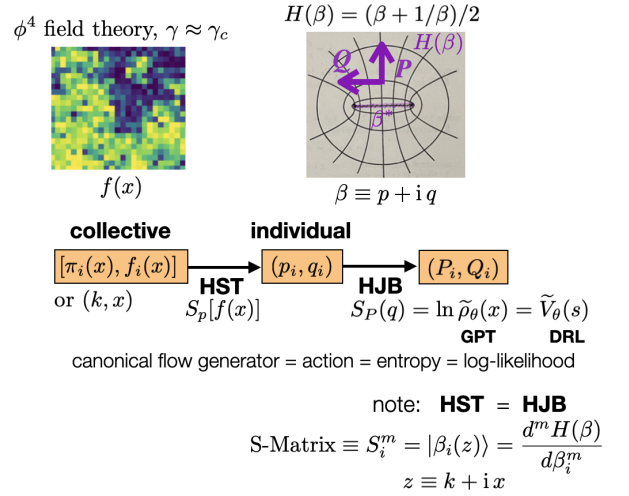 ϕ⁴ field theory, γ ≈ γ_c
H(β) = (β + 1/β)/2
H(β)
Q
P
β*
f(x)
β ≡ p + i q
collective
individual
[π_i(x), f_i(x)]
(p_i, q_i)
(P_i, Q_i)
or (k, x)
HST
HJB
S_p[f(x)]
S_P(q) = ln ρ̃_θ(x) = Ṽ_θ(s)
GPT
DRL
canonical flow generator = action = entropy = log-likelihood
note: HST = HJB
S-Matrix ≡ S_i^m = |β_i(z)⟩ = d^m H(β) / dβ_i^m
z ≡ k + i x